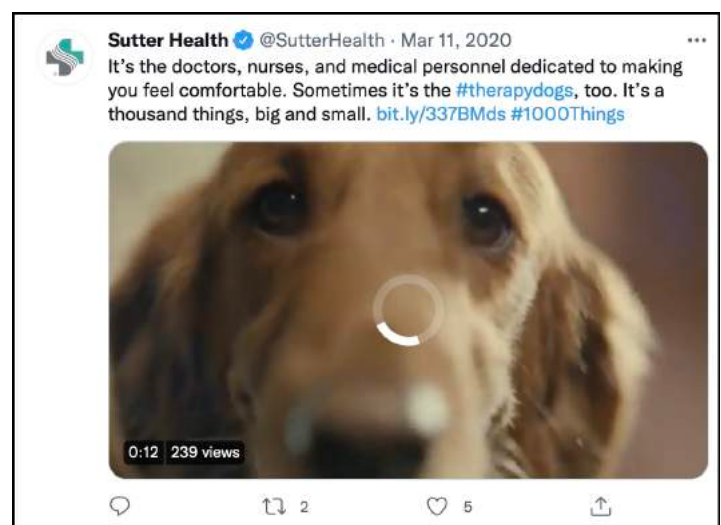 Sutter Health @SutterHealth · Mar 11, 2020
It's the doctors, nurses, and medical personnel dedicated to making
you feel comfortable. Sometimes it's the #therapydogs, too. It's a
thousand things, big and small. bit.ly/337BMds #1000Things
0:12 239 views
2 5